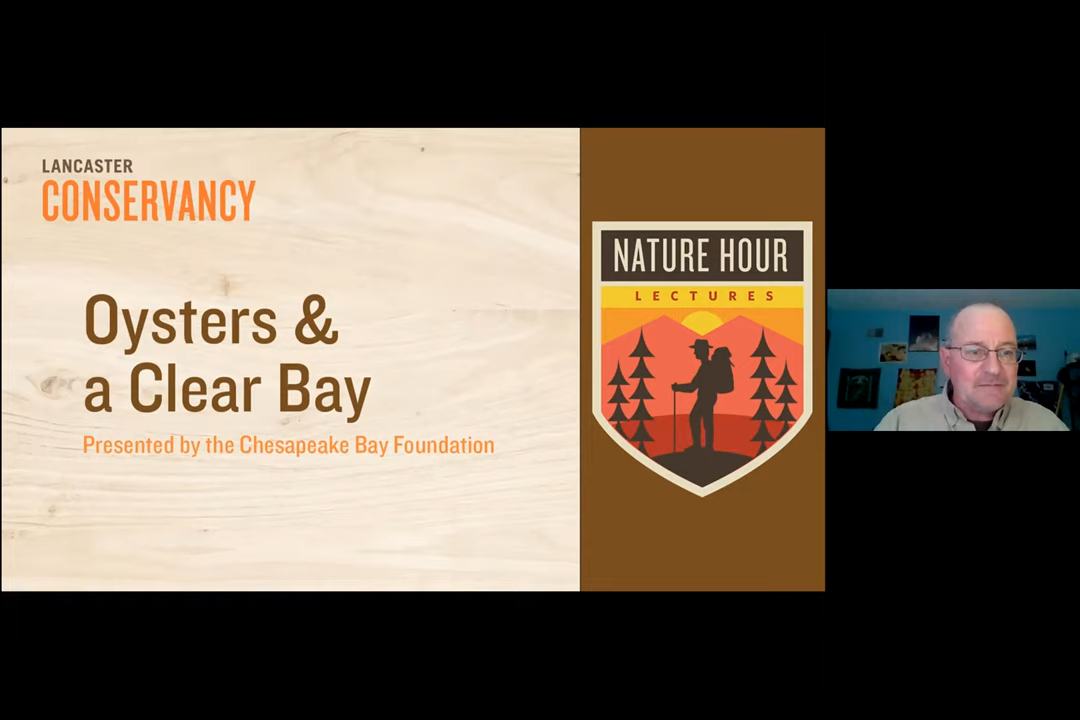 LANCASTER
CONSERVANCY
Oysters &
a Clear Bay
Presented by the Chesapeake Bay Foundation
NATURE HOUR
LECTURES